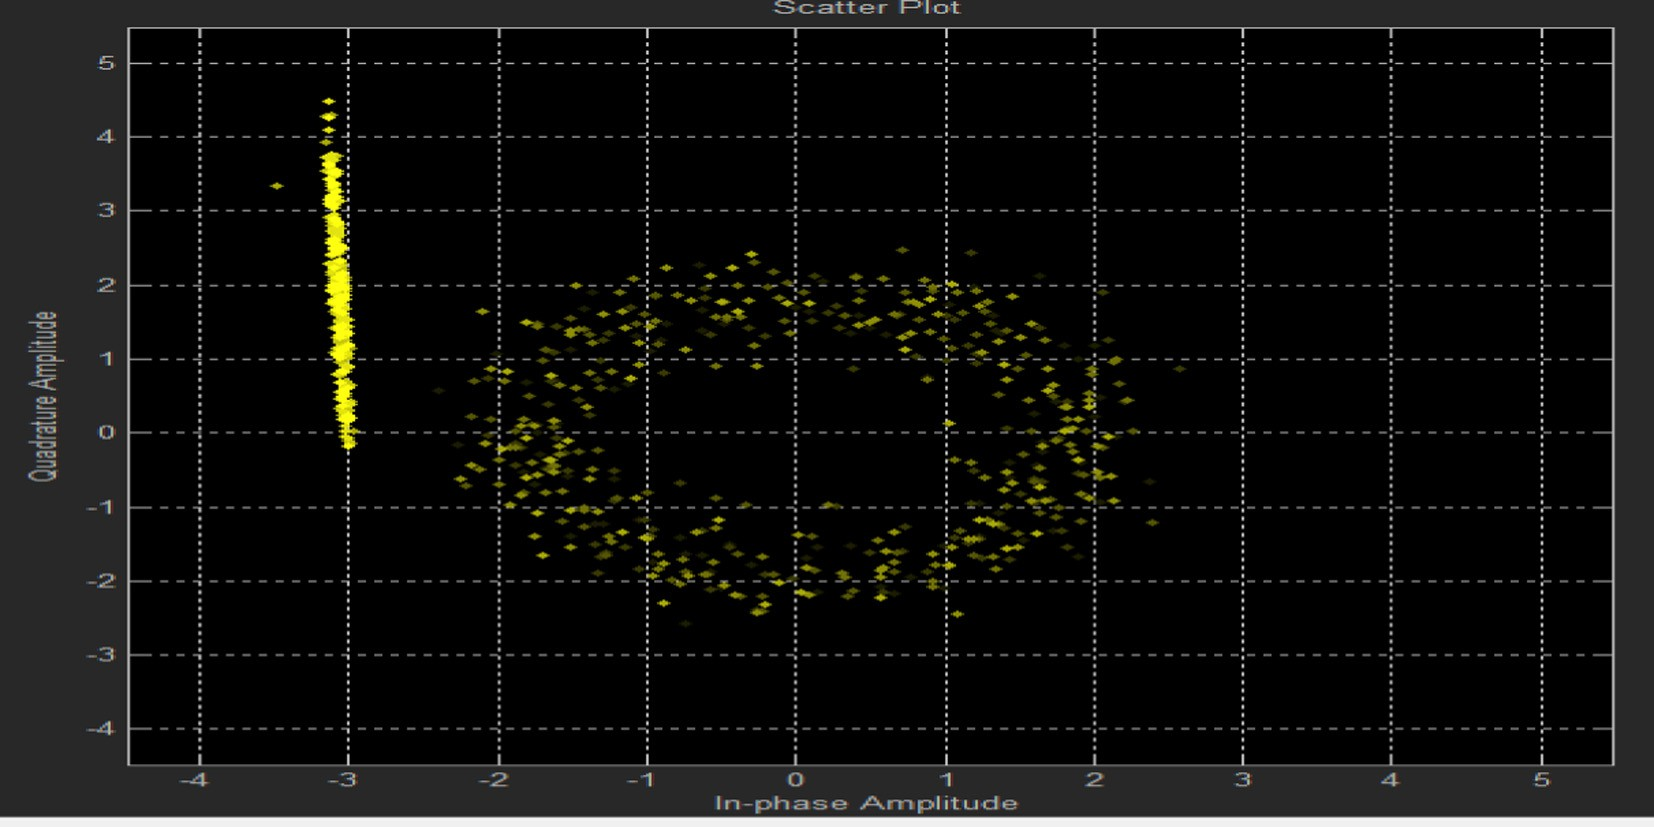 Scatter Plot
5
4
3
2
1
0
-1
-2
-3
-4
Quadrature Amplitude
-4 -3 -2 -1 0 1 2 3 4 5
In-phase Amplitude